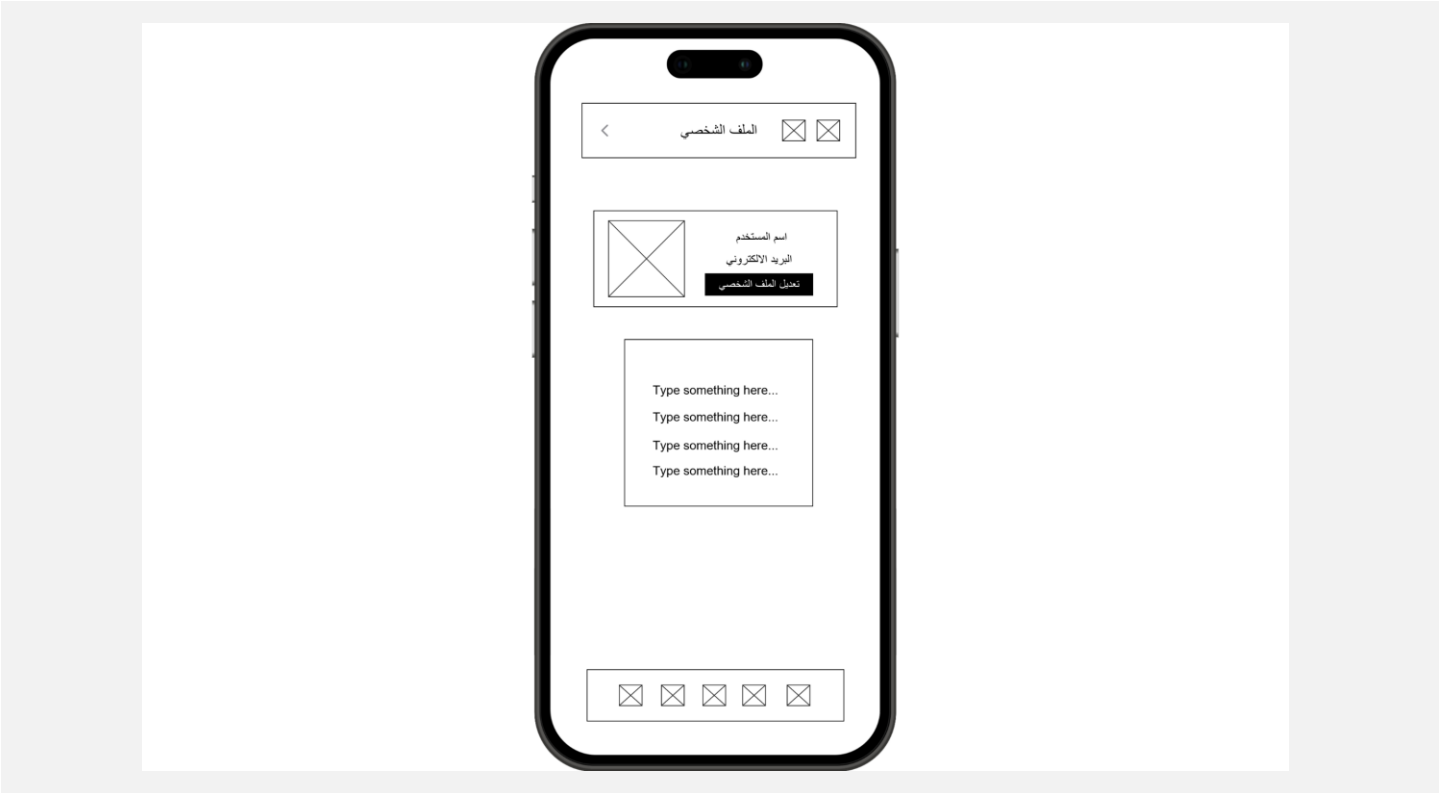 الملف الشخصي
اسم المستخدم
البريد الالكتروني
تعديل الملف الشخصي
Type something here...
Type something here...
Type something here...
Type something here...